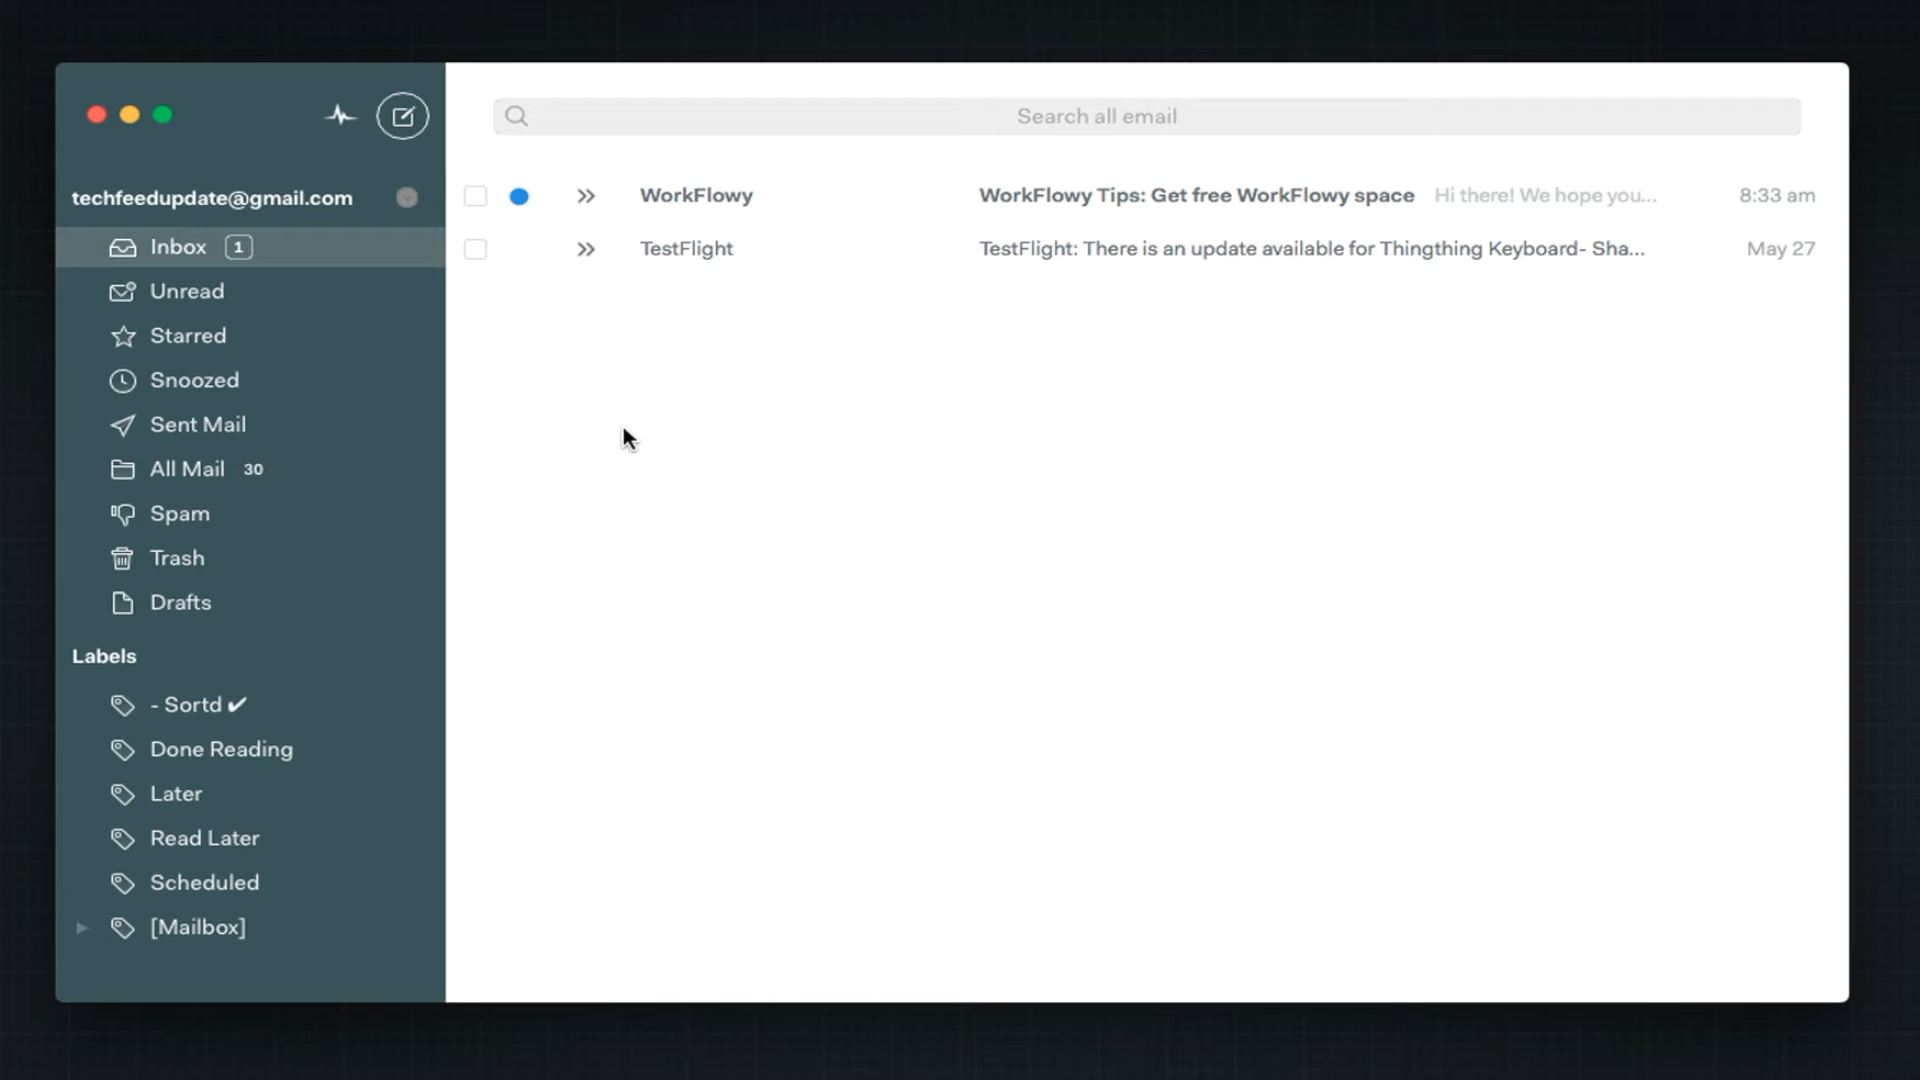 techfeedupdate@gmail.com
Inbox 1
Unread
Starred
Snoozed
Sent Mail
All Mail 30
Spam
Trash
Drafts
Labels
- Sortd ✔
Done Reading
Later
Read Later
Scheduled
[Mailbox]
Search all email
WorkFlowy WorkFlowy Tips: Get free WorkFlowy space Hi there! We hope you... 8:33 am
TestFlight TestFlight: There is an update available for Thingthing Keyboard- Sha... May 27